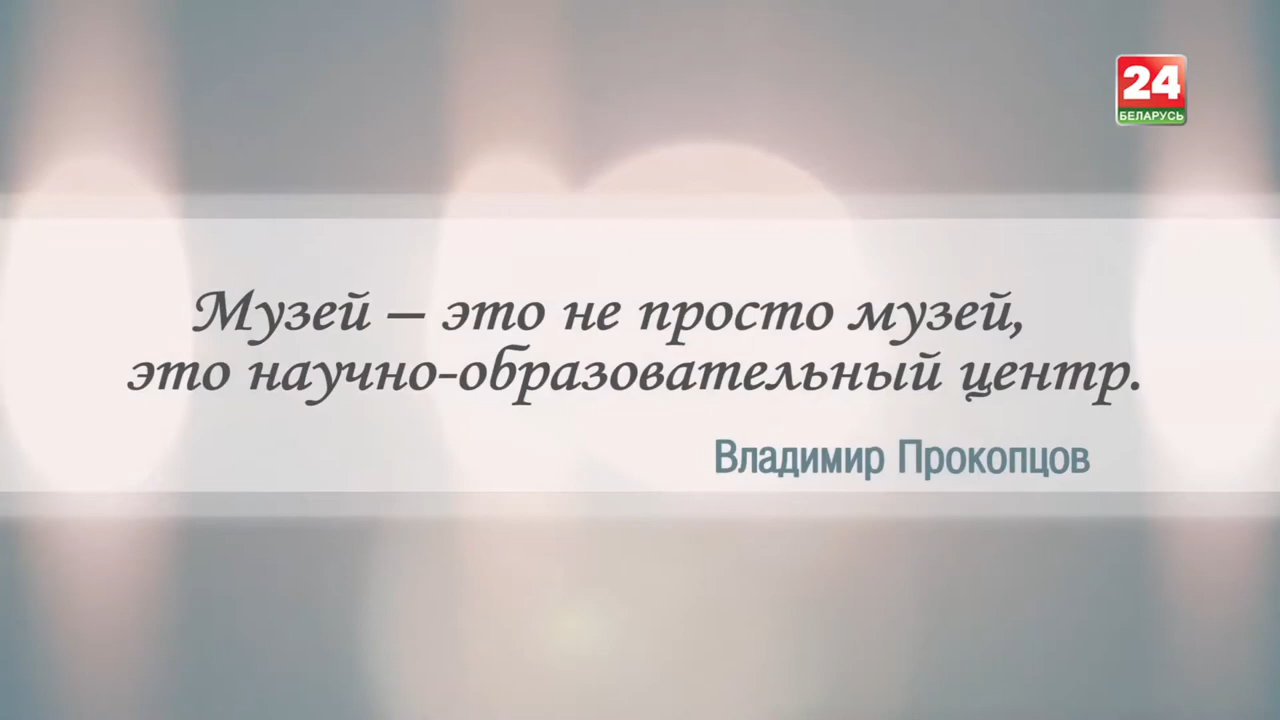 24
БЕЛАРУСЬ
Музей – это не просто музей,
это научно-образовательный центр.
Владимир Прокопцов